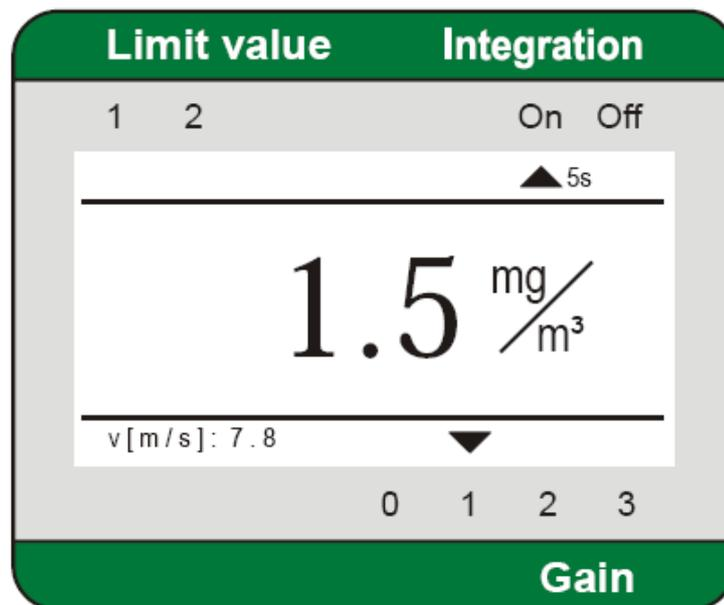 Limit value Integration
1 2 On Off
5s
1.5 mg/m³
v[m/s]: 7.8
0 1 2 3
Gain